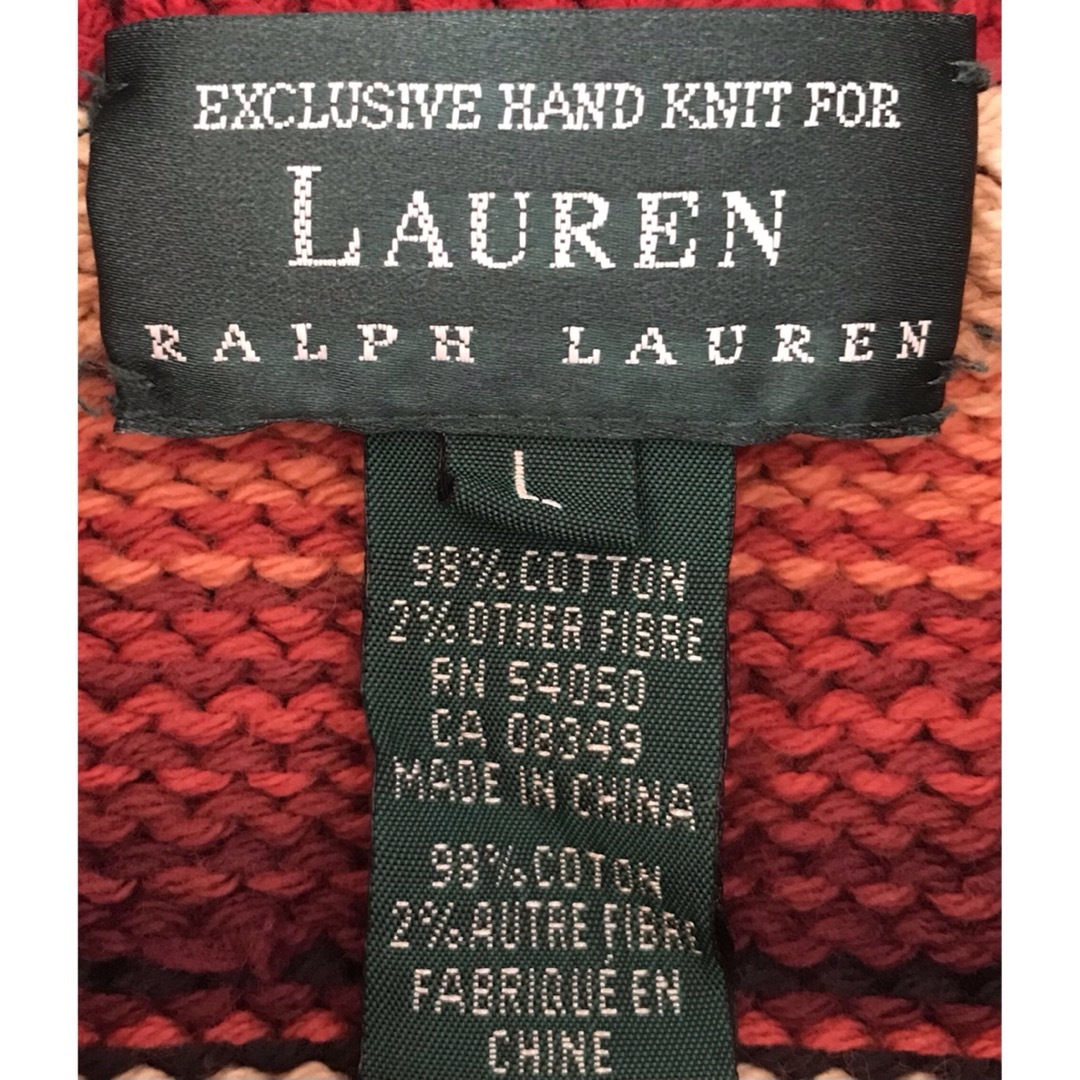 EXCLUSIVE HAND KNIT FOR
LAUREN
RALPH LAUREN
L
98% COTTON
2% OTHER FIBRE
RN 54050
CA 08349
MADE IN CHINA
98% COTON
2% AUTRE FIBRE
FABRIQUÉ EN
CHINE